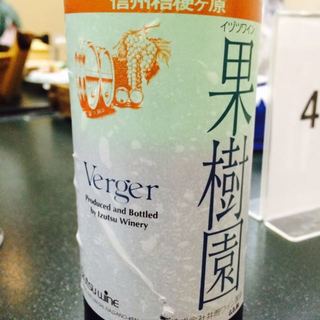 信州桔梗ヶ原
イヅツワイン
果樹園
Verger
Produced and Bottled
by Izutsu Winery
4